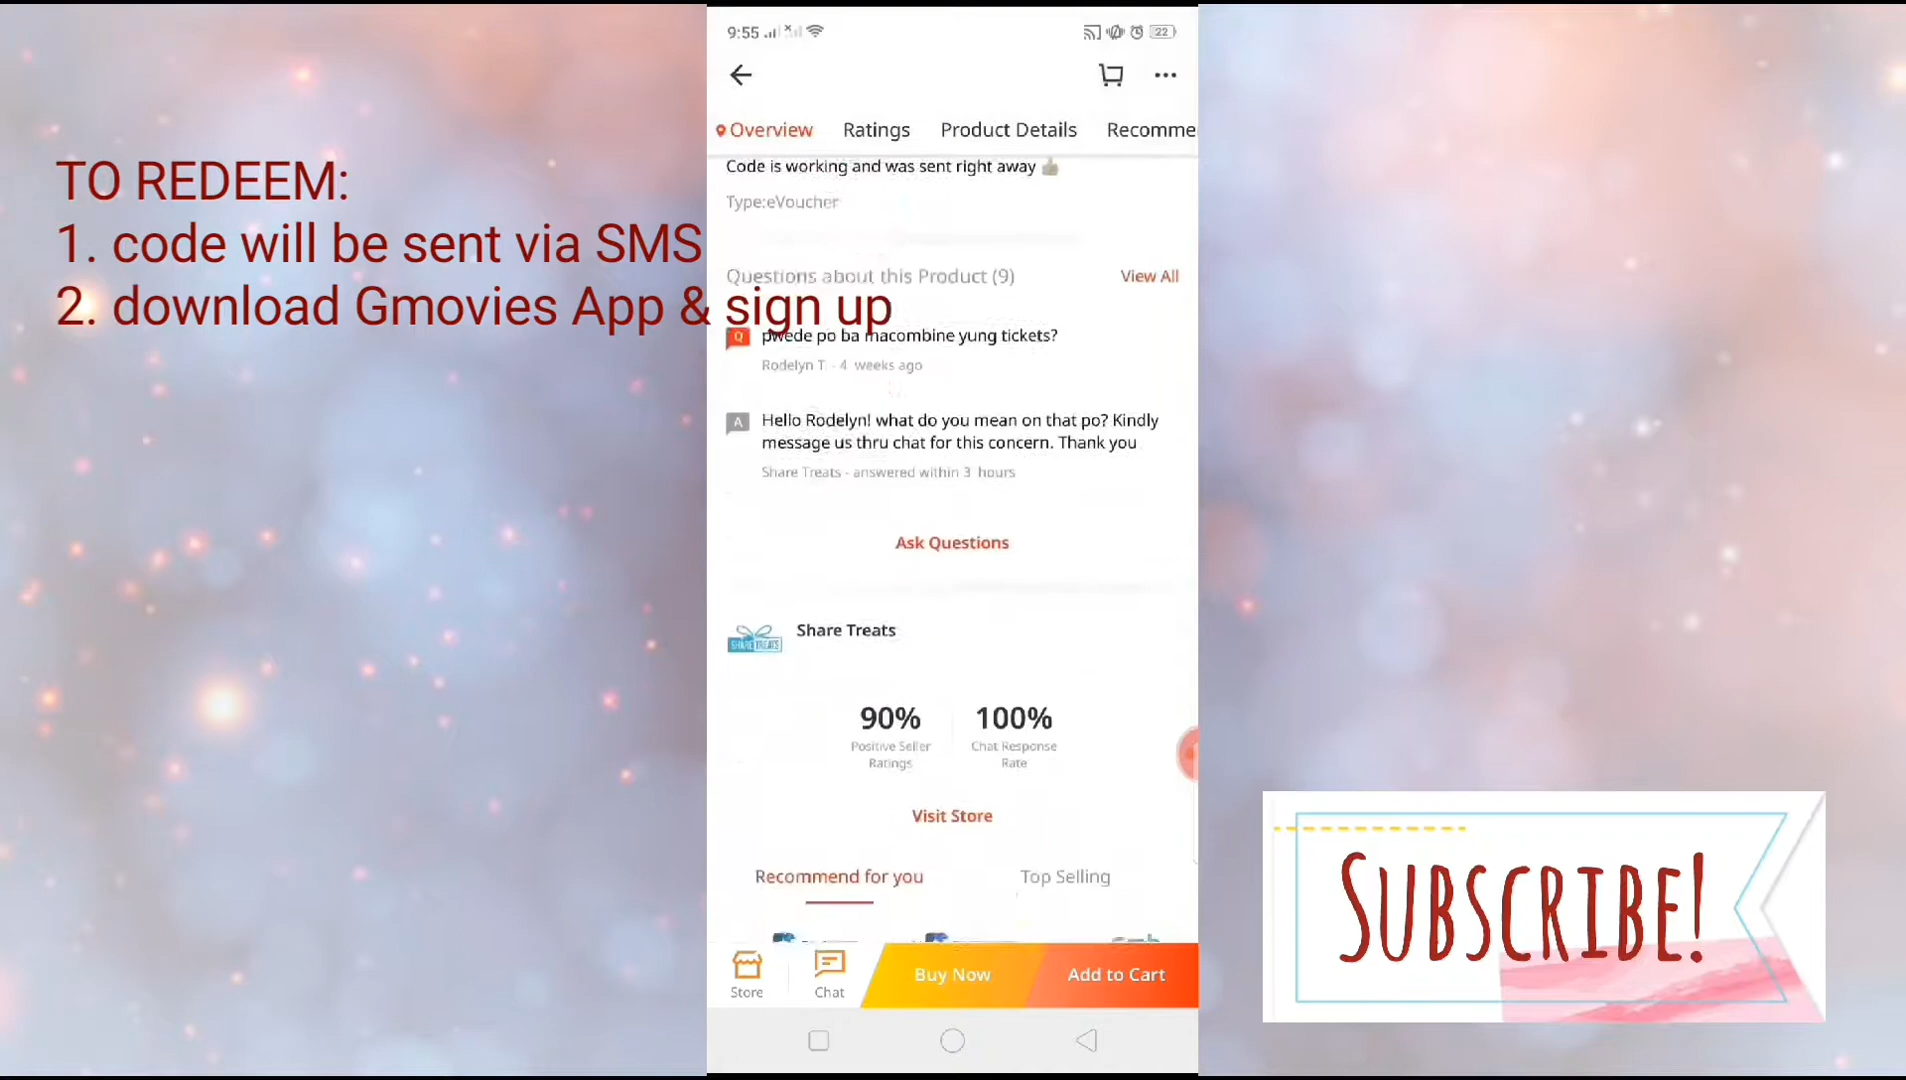 TO REDEEM:
1. code will be sent via SMS
2. download Gmovies App & sign up
9:55
22
Overview
Ratings
Product Details
Recomme
Code is working and was sent right away 👍
Type:eVoucher
Questions about this Product (9)
View All
Q
pwede po ba macombine yung tickets?
Rodelyn T. - 4 weeks ago
A
Hello Rodelyn! what do you mean on that po? Kindly
message us thru chat for this concern. Thank you
Share Treats - answered within 3 hours
Ask Questions
SHARE TREATS
Share Treats
90%
Positive Seller
Ratings
100%
Chat Response
Rate
Visit Store
Recommend for you
Top Selling
Store
Chat
Buy Now
Add to Cart
SUBSCRIBE!